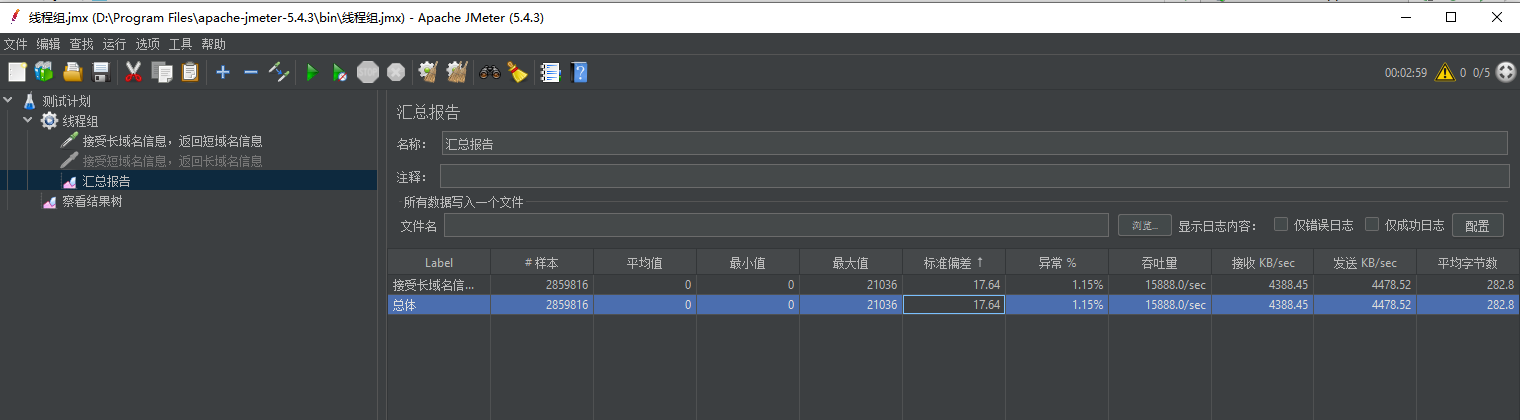 线程组.jmx (D:\Program Files\apache-jmeter-5.4.3\bin\线程组.jmx) - Apache JMeter (5.4.3)
文件 编辑 查找 运行 选项 工具 帮助
00:02:59 0 0/5
测试计划
线程组
接受长域名信息，返回短域名信息
接受短域名信息，返回长域名信息
汇总报告
察看结果树
汇总报告
名称： 汇总报告
注释：
所有数据写入一个文件
文件名 浏览... 显示日志内容： 仅错误日志 仅成功日志 配置
Label # 样本 平均值 最小值 最大值 标准偏差 ↑ 异常 % 吞吐量 接收 KB/sec 发送 KB/sec 平均字节数
接受长域名信... 2859816 0 0 21036 17.64 1.15% 15888.0/sec 4388.45 4478.52 282.8
总体 2859816 0 0 21036 17.64 1.15% 15888.0/sec 4388.45 4478.52 282.8